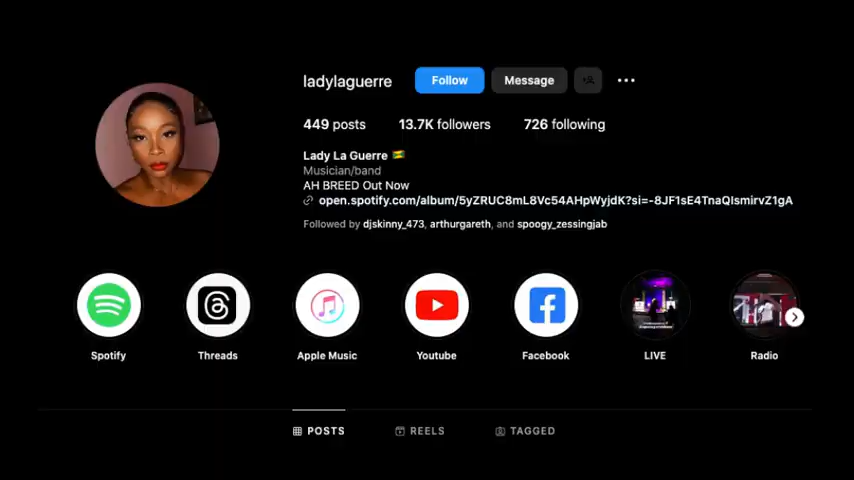 ladylaguerre Follow Message
449 posts 13.7K followers 726 following
Lady La Guerre 🇬🇩
Musician/band
AH BREED Out Now
open.spotify.com/album/5yZRUC8mL8Vc54AHpWyjdK?si=-8JF1sE4TnaQIsmirvZ1gA
Followed by djskinny_473, arthurgareth, and spoogy_zessingjab
Spotify Threads Apple Music Youtube Facebook LIVE Radio
POSTS REELS TAGGED